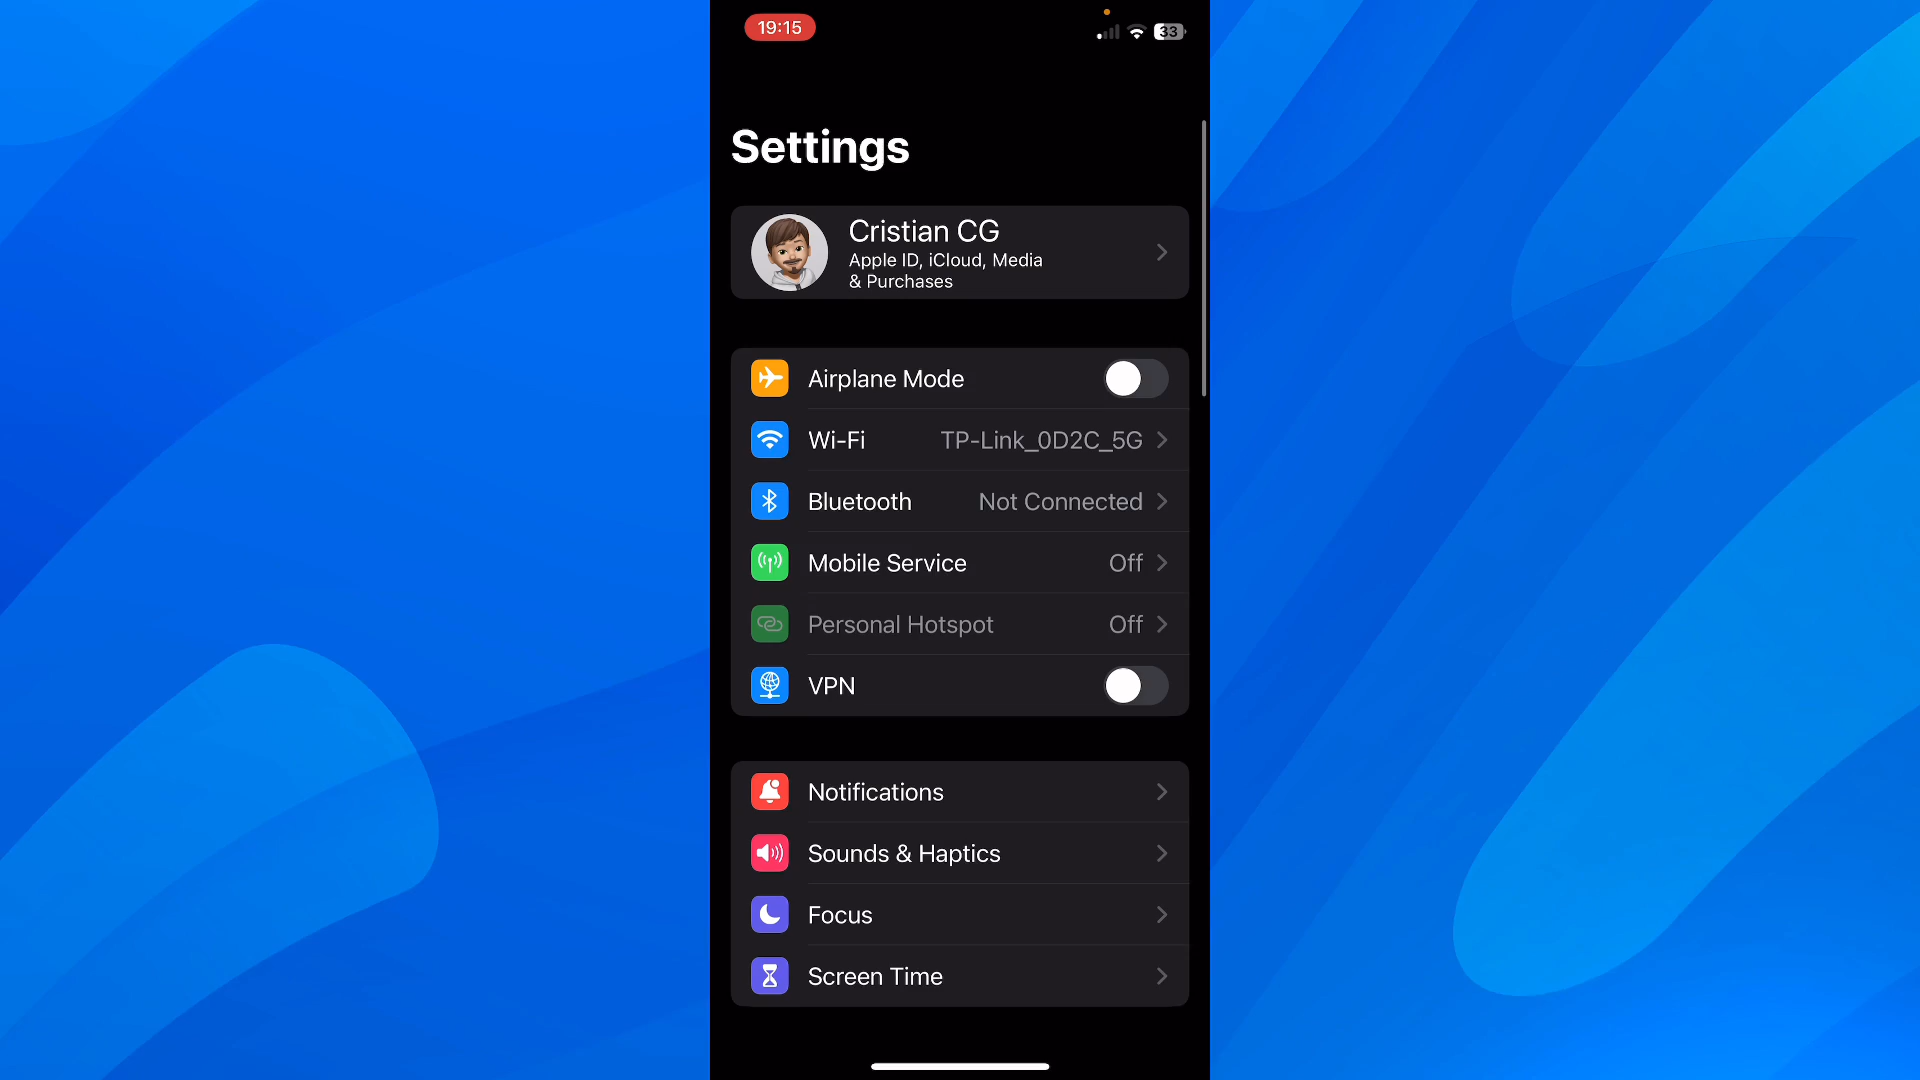 19:15
33
Settings
Cristian CG
Apple ID, iCloud, Media
& Purchases
Airplane Mode
Wi-Fi TP-Link_0D2C_5G
Bluetooth Not Connected
Mobile Service Off
Personal Hotspot Off
VPN
Notifications
Sounds & Haptics
Focus
Screen Time